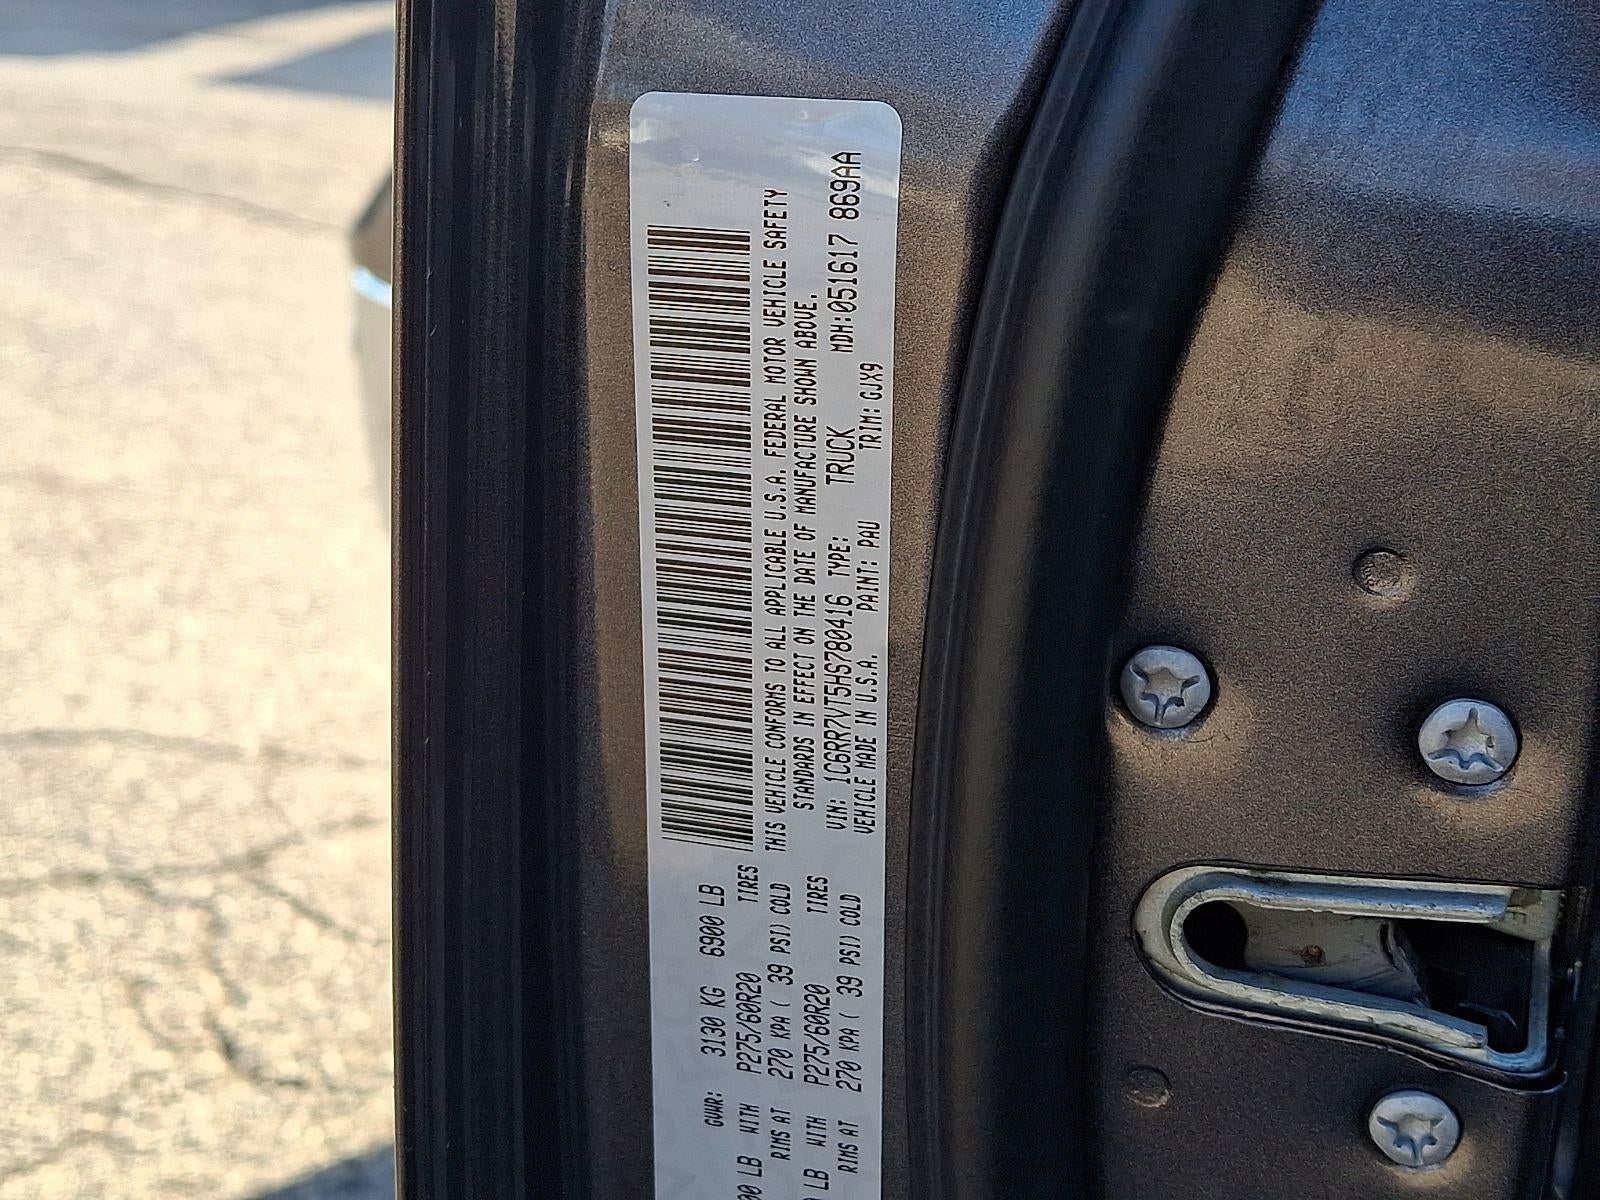 GVWR: 3130 KG 6900 LB
00 LB WITH P275/60R20 TIRES
RIMS AT 270 KPA ( 39 PSI) COLD
LB WITH P275/60R20 TIRES
RIMS AT 270 KPA ( 39 PSI) COLD
THIS VEHICLE CONFORMS TO ALL APPLICABLE U.S.A. FEDERAL MOTOR VEHICLE SAFETY
STANDARDS IN EFFECT ON THE DATE OF MANUFACTURE SHOWN ABOVE.
VIN: 1C6RR7VT5HS780416 TYPE: TRUCK MDH:051617 869AA
VEHICLE MADE IN U.S.A. PAINT: PAU TRIM: GJX9